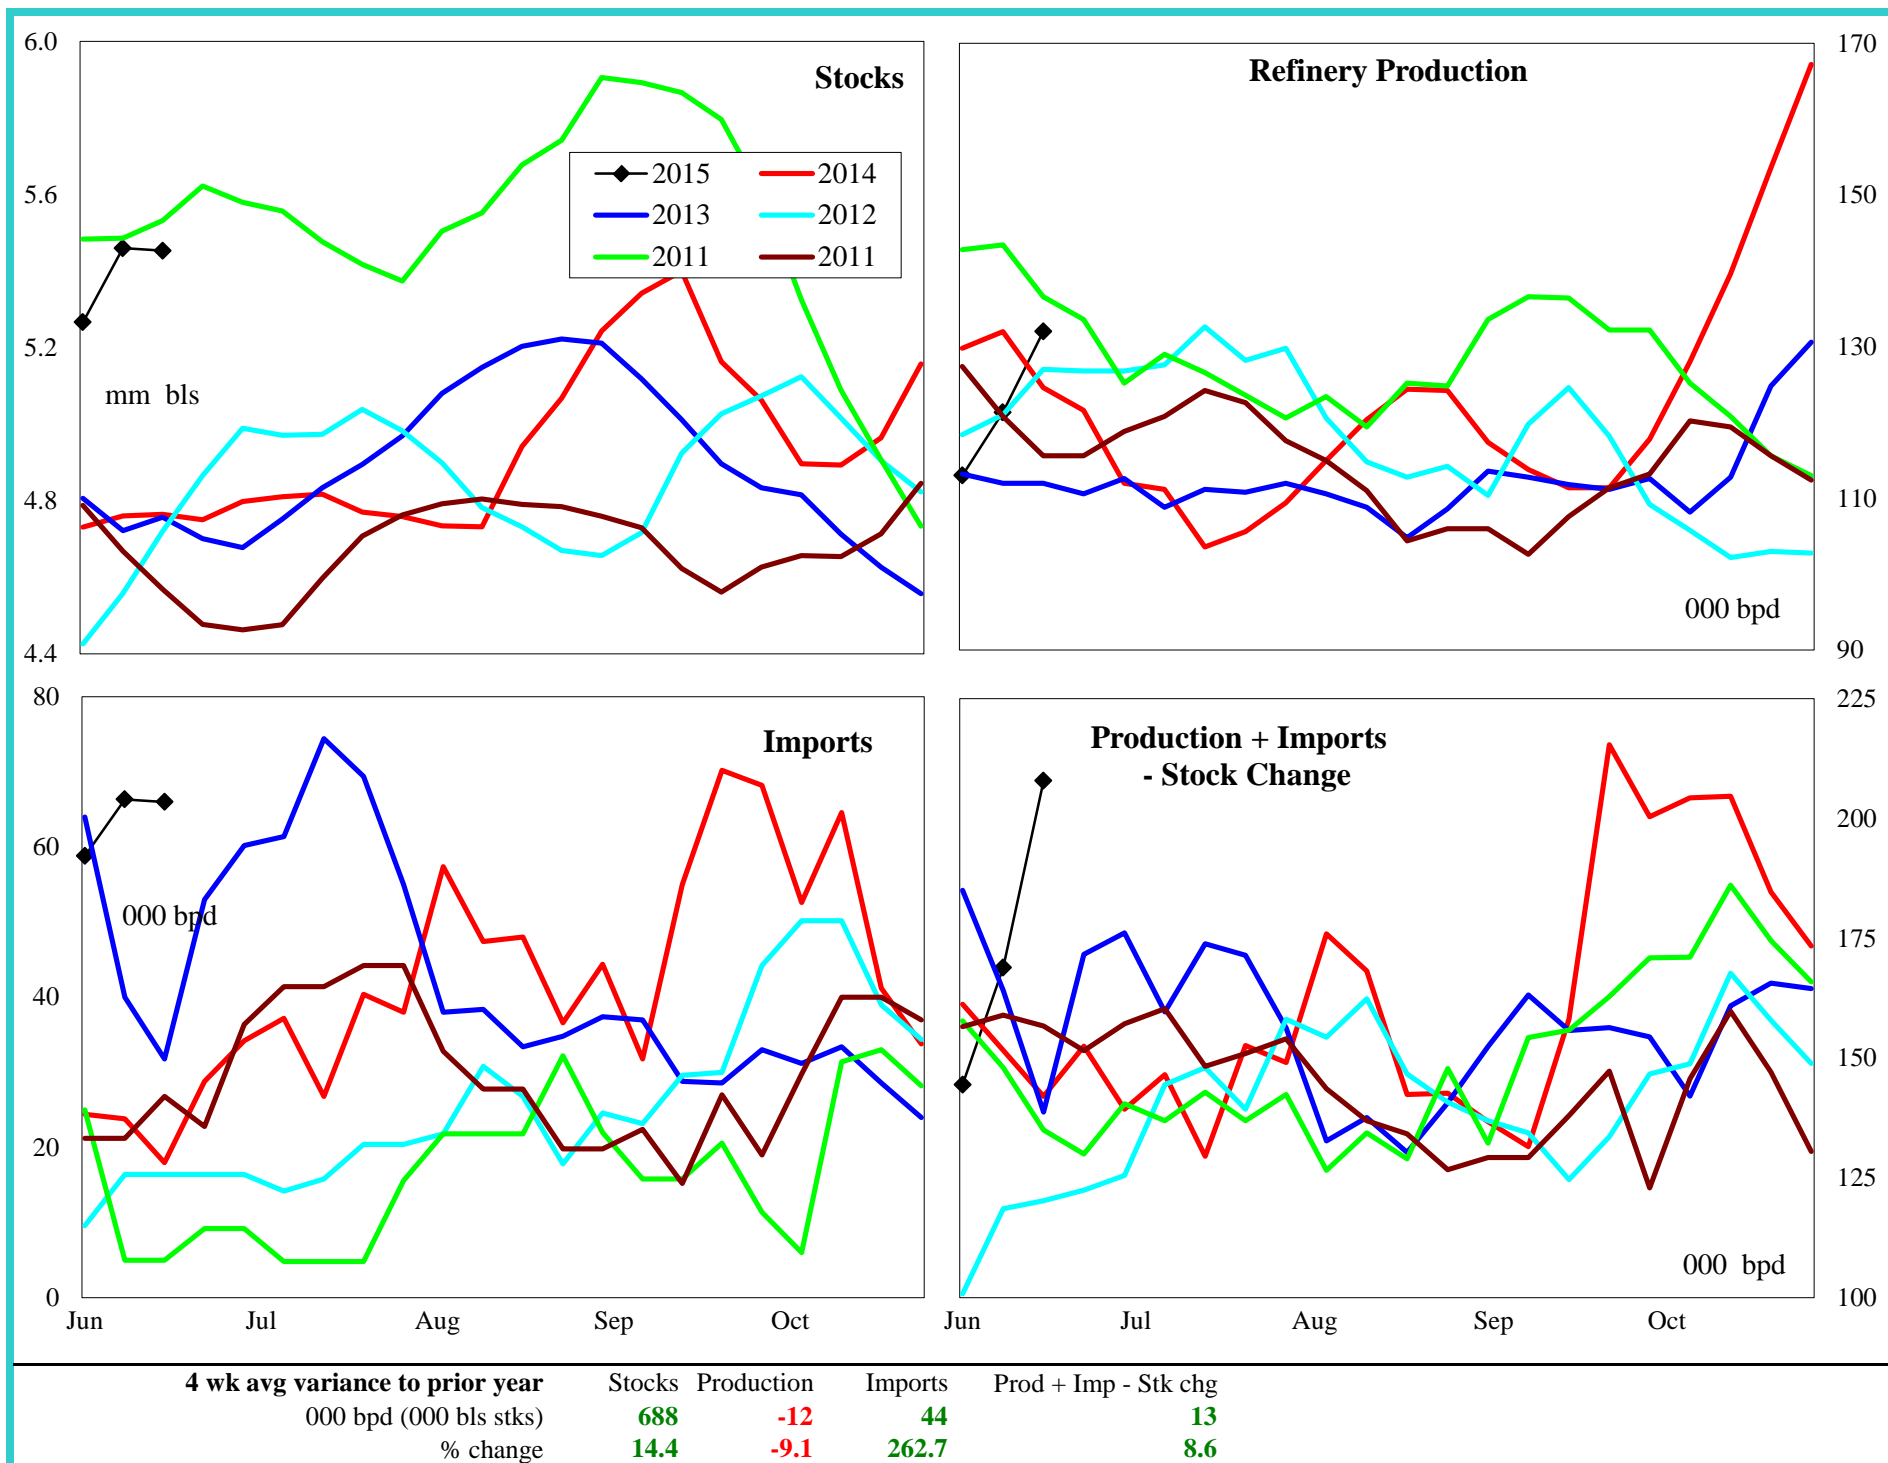 6.0
5.6
5.2
4.8
4.4
Stocks
mm bls
2015 2014
2013 2012
2011 2011
Refinery Production
000 bpd
170
150
130
110
90
80
60
40
20
0
Imports
000 bpd
Jun Jul Aug Sep Oct
Production + Imports
- Stock Change
000 bpd
225
200
175
150
125
100
Jun Jul Aug Sep Oct
4 wk avg variance to prior year Stocks Production Imports Prod + Imp - Stk chg
000 bpd (000 bls stks) 688 -12 44 13
% change 14.4 -9.1 262.7 8.6